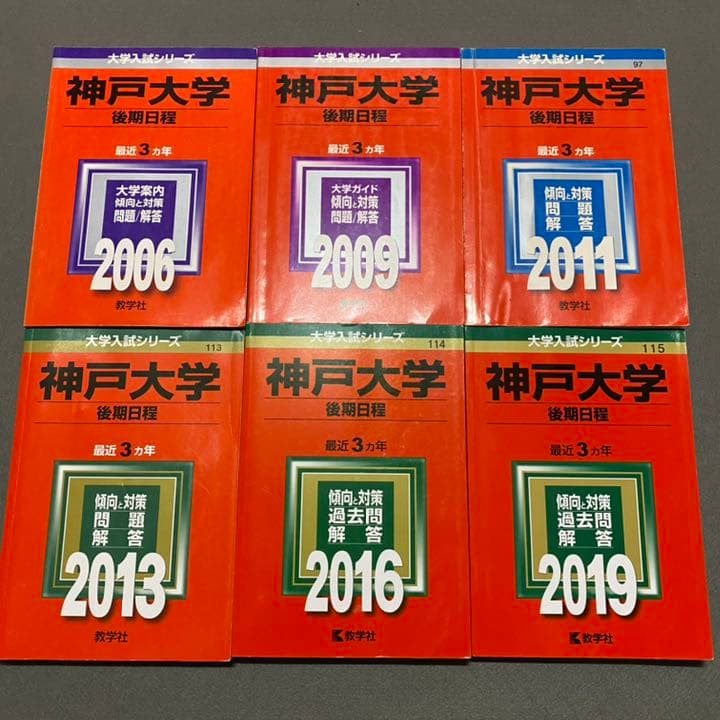 大学入試シリーズ
神戸大学
後期日程
最近3ヵ年
大学案内
傾向と対策
問題/解答
2006
教学社
大学入試シリーズ
神戸大学
後期日程
最近3ヵ年
大学ガイド
傾向と対策
問題/解答
2009
教学社
大学入試シリーズ
97
神戸大学
後期日程
最近3ヵ年
傾向と対策
問題
解答
2011
教学社
大学入試シリーズ
113
神戸大学
後期日程
最近3ヵ年
傾向と対策
問題
解答
2013
教学社
大学入試シリーズ
114
神戸大学
後期日程
最近3ヵ年
傾向と対策
過去問
解答
2016
教学社
大学入試シリーズ
115
神戸大学
後期日程
最近3ヵ年
傾向と対策
過去問
解答
2019
教学社